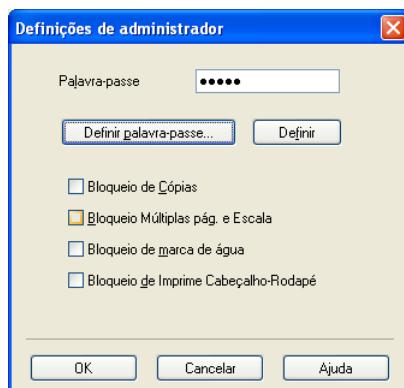 Definições de administrador
Palavra-passe
•••••
Definir palavra-passe... Definir
Bloqueio de Cópias
Bloqueio Múltiplas pág. e Escala
Bloqueio de marca de água
Bloqueio de Imprime Cabeçalho-Rodapé
OK Cancelar Ajuda